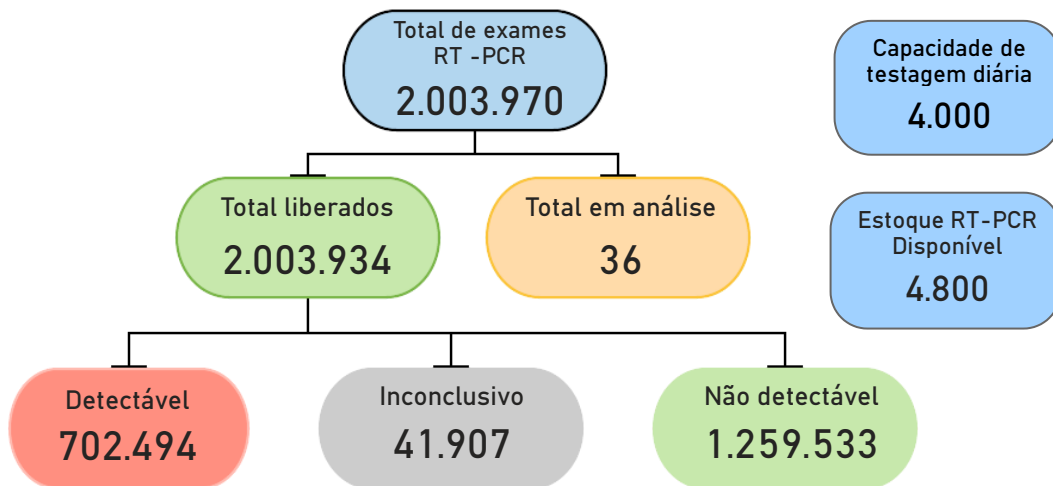 Total de exames
RT -PCR
2.003.970
Capacidade de
testagem diária
4.000
Total liberados
2.003.934
Total em análise
36
Estoque RT-PCR
Disponível
4.800
Detectável
702.494
Inconclusivo
41.907
Não detectável
1.259.533